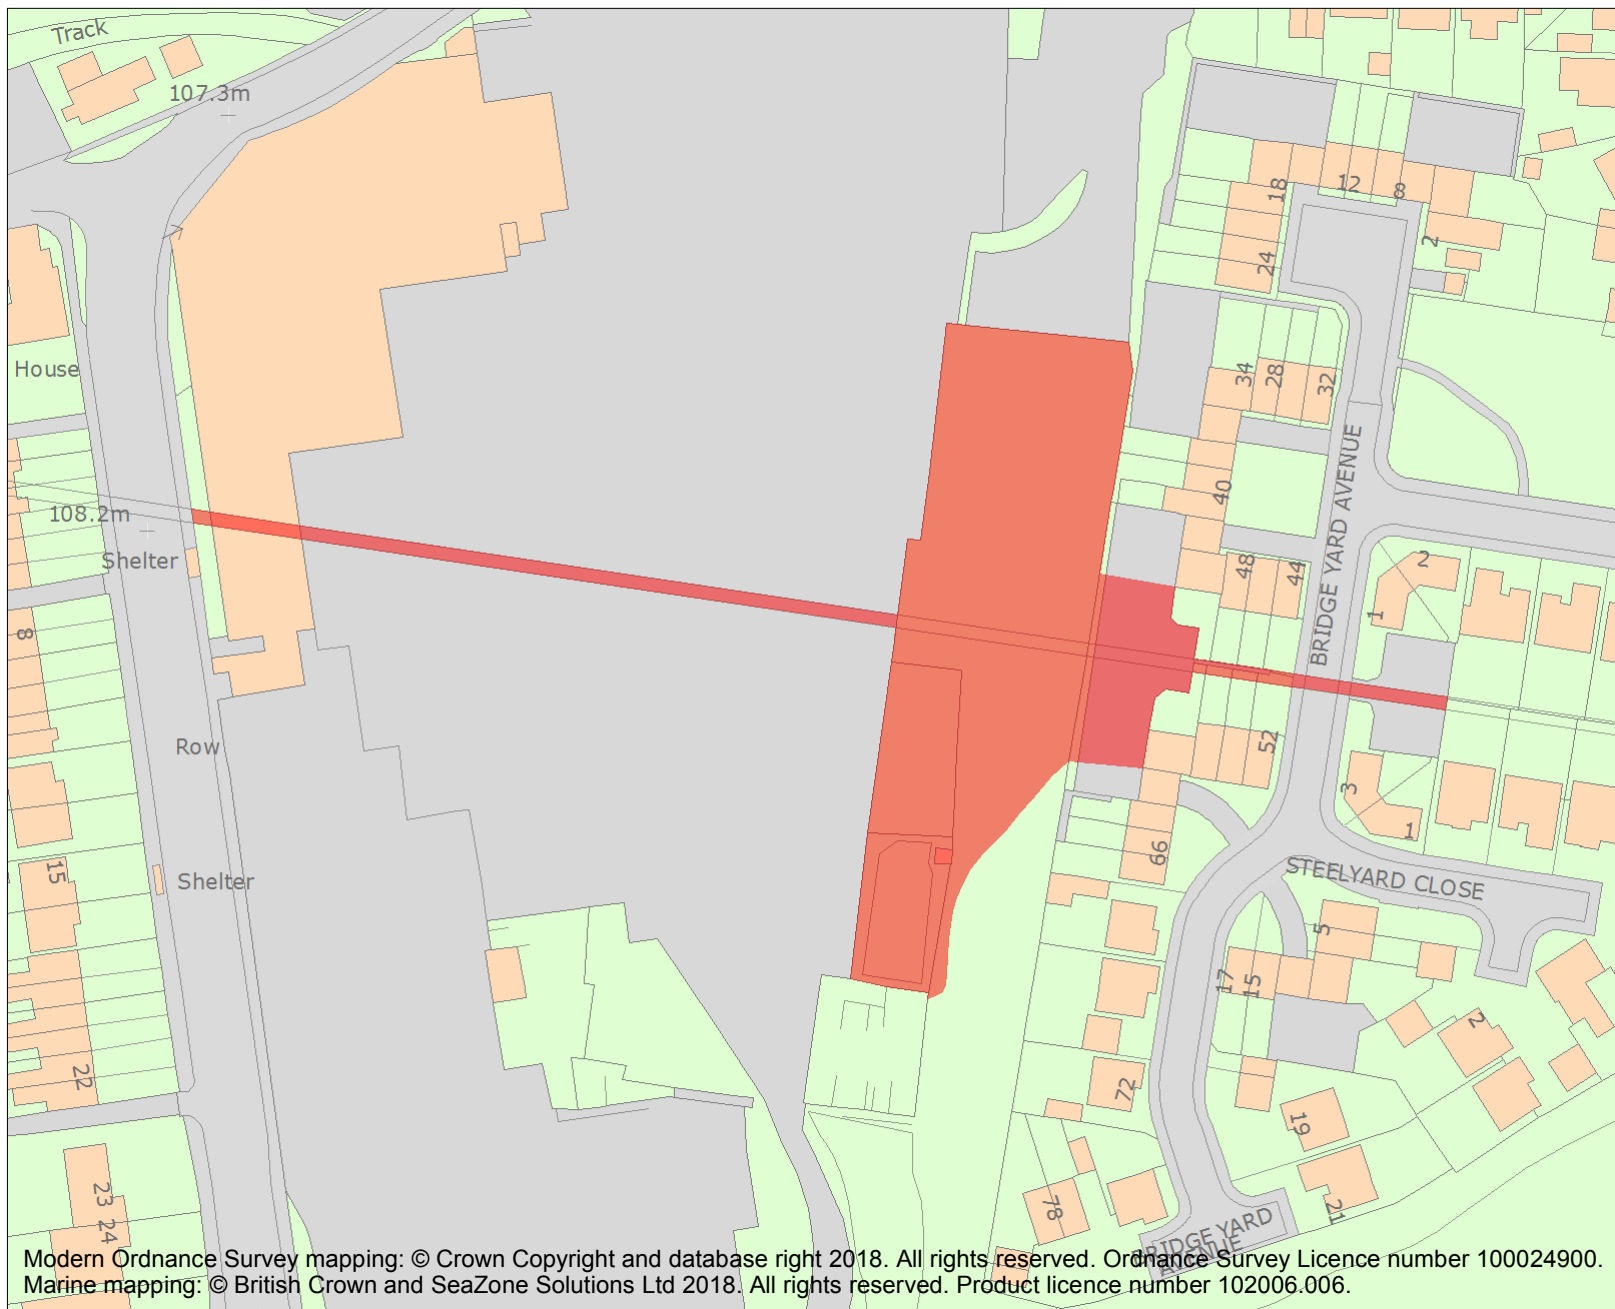 Track
107.3m
18
12
8
2
24
House
34
28
32
BRIDGE YARD AVENUE
40
108.2m
Shelter
48
44
2
1
8
Row
52
3
1
66
15
Shelter
STEELYARD CLOSE
5
17
15
2
22
72
19
23
24
78
21
BRIDGE YARD
AVENUE
Modern Ordnance Survey mapping: © Crown Copyright and database right 2018. All rights reserved. Ordnance Survey Licence number 100024900.
Marine mapping: © British Crown and SeaZone Solutions Ltd 2018. All rights reserved. Product licence number 102006.006.